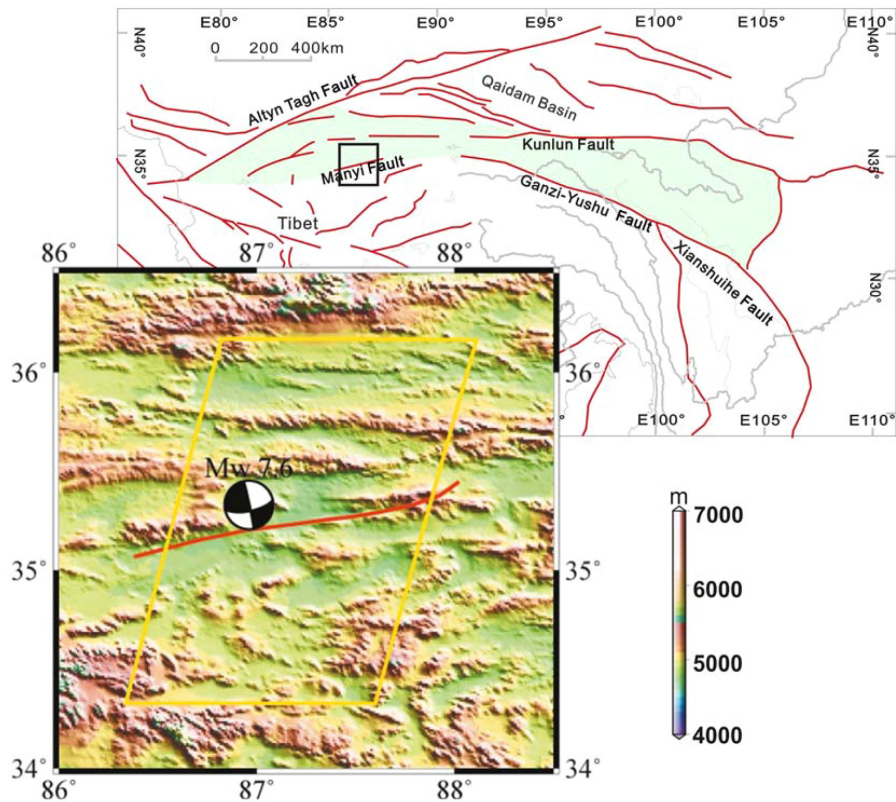 E80° E85° E90° E95° E100° E105° E110°
N40° N40°
0 200 400km
Altyn Tagh Fault
Qaidam Basin
Kunlun Fault
N35° N35°
Manyi Fault
Ganzi-Yushu Fault
Tibet
Xianshuihe Fault
N30°
86° 87° 88°
36° 36°
E100° E105° E110°
Mw 7.6
m
7000
35° 35°
6000
5000
4000
34° 34°
86° 87° 88°